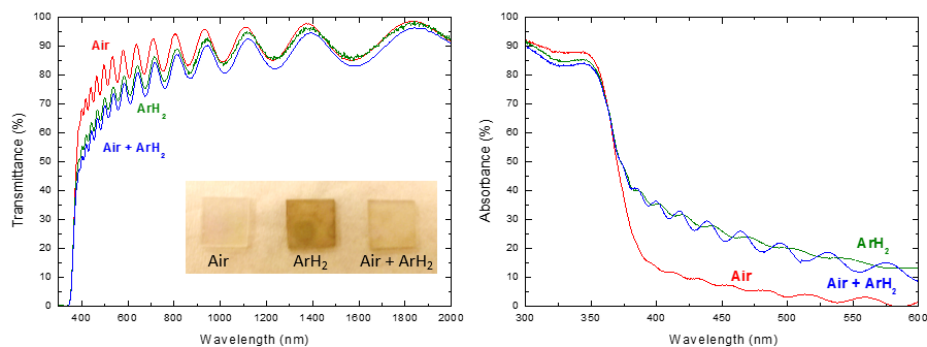 100
90
80
70
60
50
40
30
20
10
0
Transmittance (%)
Air
ArH₂
Air + ArH₂
Air
ArH₂
Air + ArH₂
400 600 800 1000 1200 1400 1600 1800 2000
Wavelength (nm)
100
90
80
70
60
50
40
30
20
10
0
Absorbance (%)
ArH₂
Air
Air + ArH₂
300 350 400 450 500 550 600
Wavelength (nm)